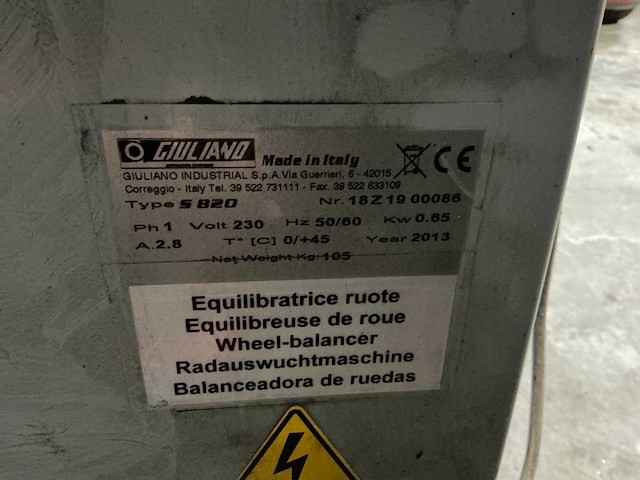 GIULIANO Made in Italy CE
GIULIANO INDUSTRIAL S.p.A. Via Guerrieri, 6 - 42015
Correggio - Italy Tel. 39 522 731111 - Fax. 39 522 633109
Type S 820 Nr. 18Z19 00086
Ph 1 Volt 230 Hz 50/60 Kw 0.65
A. 2.8 T° [C] 0/+45 Year 2013
Net Weight Kg 105
Equilibratrice ruote
Equilibreuse de roue
Wheel-balancer
Radauswuchtmaschine
Balanceadora de ruedas